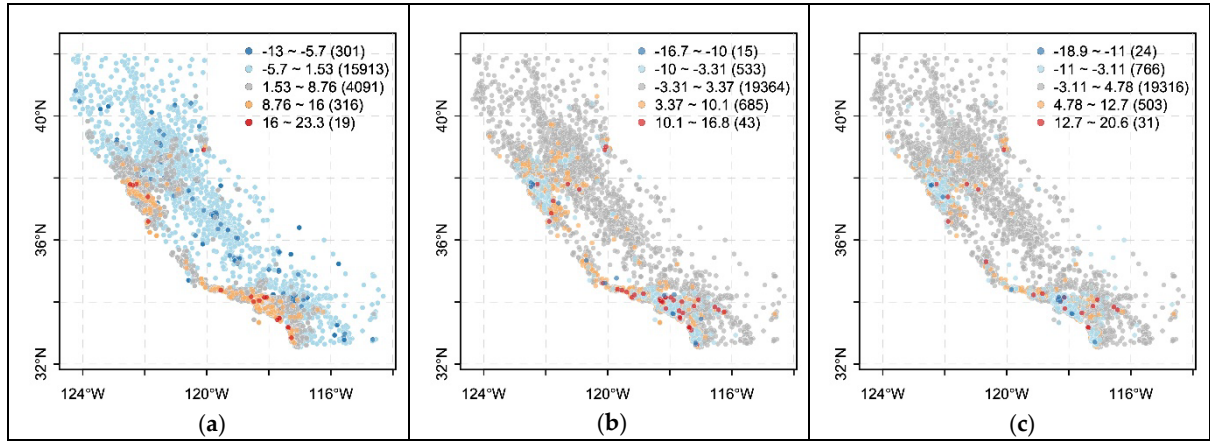 -13 ~ -5.7 (301)
-5.7 ~ 1.53 (15913)
1.53 ~ 8.76 (4091)
8.76 ~ 16 (316)
16 ~ 23.3 (19)
40°N
36°N
32°N
124°W
120°W
116°W
(a)
-16.7 ~ -10 (15)
-10 ~ -3.31 (533)
-3.31 ~ 3.37 (19364)
3.37 ~ 10.1 (685)
10.1 ~ 16.8 (43)
40°N
36°N
32°N
124°W
120°W
116°W
(b)
-18.9 ~ -11 (24)
-11 ~ -3.11 (766)
-3.11 ~ 4.78 (19316)
4.78 ~ 12.7 (503)
12.7 ~ 20.6 (31)
40°N
36°N
32°N
124°W
120°W
116°W
(c)